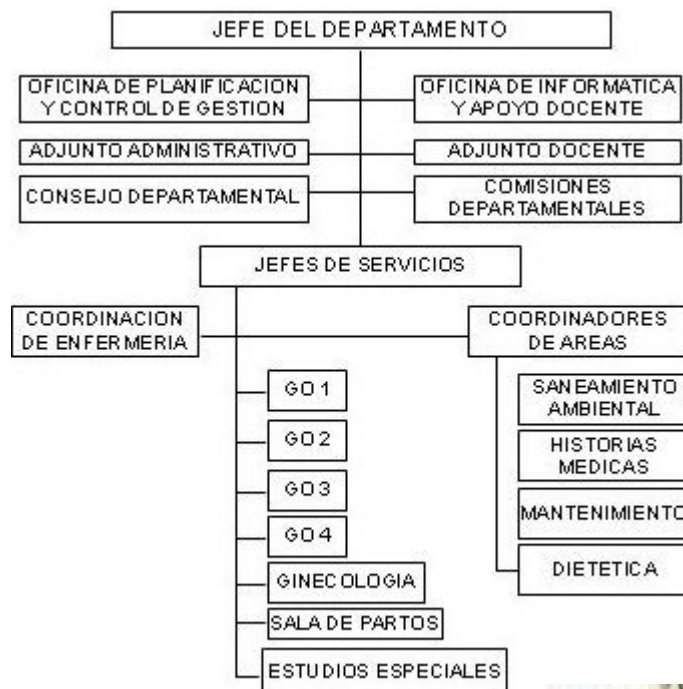 JEFE DEL DEPARTAMENTO
OFICINA DE PLANIFICACION
Y CONTROL DE GESTION
OFICINA DE INFORMATICA
Y APOYO DOCENTE
ADJUNTO ADMINISTRATIVO
ADJUNTO DOCENTE
CONSEJO DEPARTAMENTAL
COMISIONES
DEPARTAMENTALES
JEFES DE SERVICIOS
COORDINACION
DE ENFERMERIA
COORDINADORES
DE AREAS
GO 1
GO 2
GO 3
GO 4
GINECOLOGIA
SALA DE PARTOS
ESTUDIOS ESPECIALES
SANEAMIENTO
AMBIENTAL
HISTORIAS
MEDICAS
MANTENIMIENTO
DIETETICA